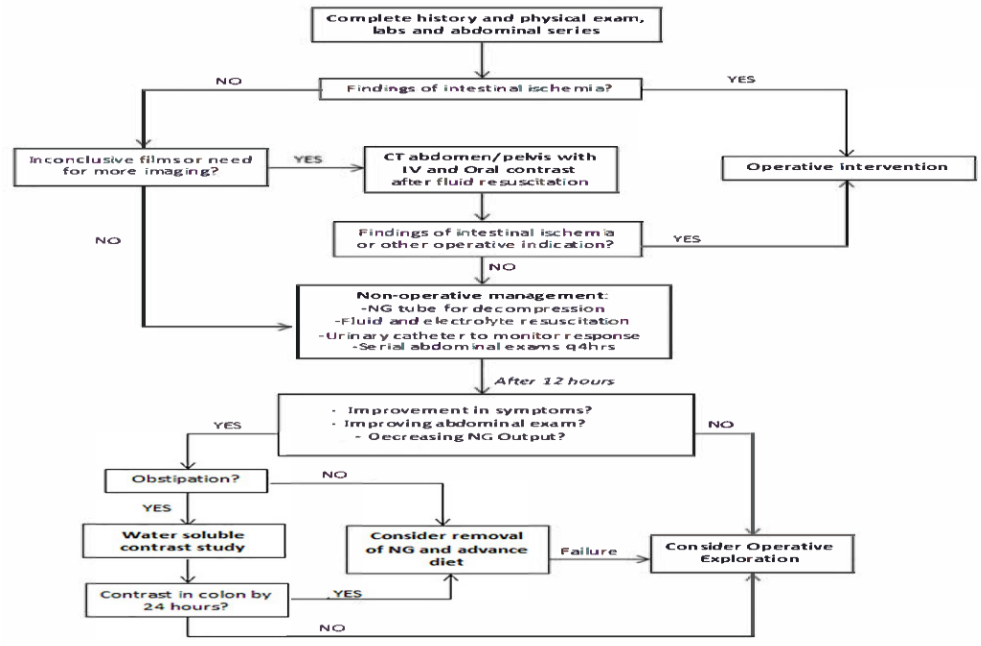 Complete history and physical exam,
labs and abdominal series
NO
YES
Findings of intestinal ischemia?
Inconclusive films or need
for more imaging?
YES
CT abdomen/pelvis with
IV and Oral contrast
after fluid resuscitation
Operative intervention
NO
Findings of intestinal ischemia
or other operative indication?
YES
NO
Non-operative management:
-NG tube for decompression
-Fluid and electrolyte resuscitation
-Urinary catheter to monitor response
-Serial abdominal exams q4hrs
After 12 hours
- Improvement in symptoms?
- Improving abdominal exam?
- Decreasing NG Output?
YES
NO
Obstipation?
NO
YES
Water soluble
contrast study
Consider removal
of NG and advance
diet
Failure
Consider Operative
Exploration
Contrast in colon by
24 hours?
YES
NO